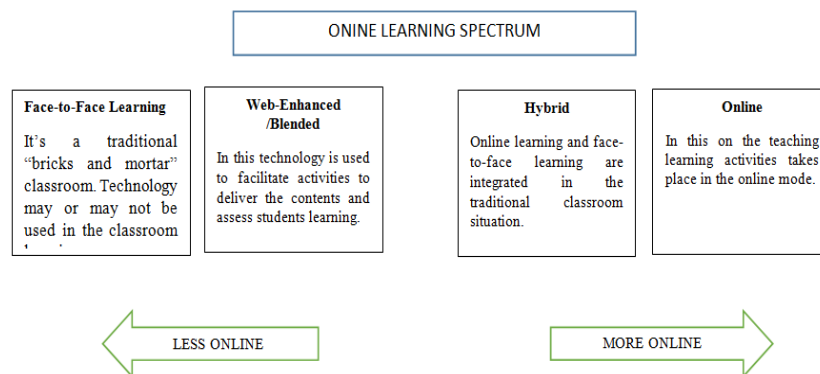 ONINE LEARNING SPECTRUM
Face-to-Face Learning
It's a traditional
“bricks and mortar”
classroom. Technology
may or may not be
used in the classroom
Web-Enhanced
/Blended
In this technology is used
to facilitate activities to
deliver the contents and
assess students learning.
Hybrid
Online learning and face-
to-face learning are
integrated in the
traditional classroom
situation.
Online
In this on the teaching
learning activities takes
place in the online mode.
LESS ONLINE
MORE ONLINE